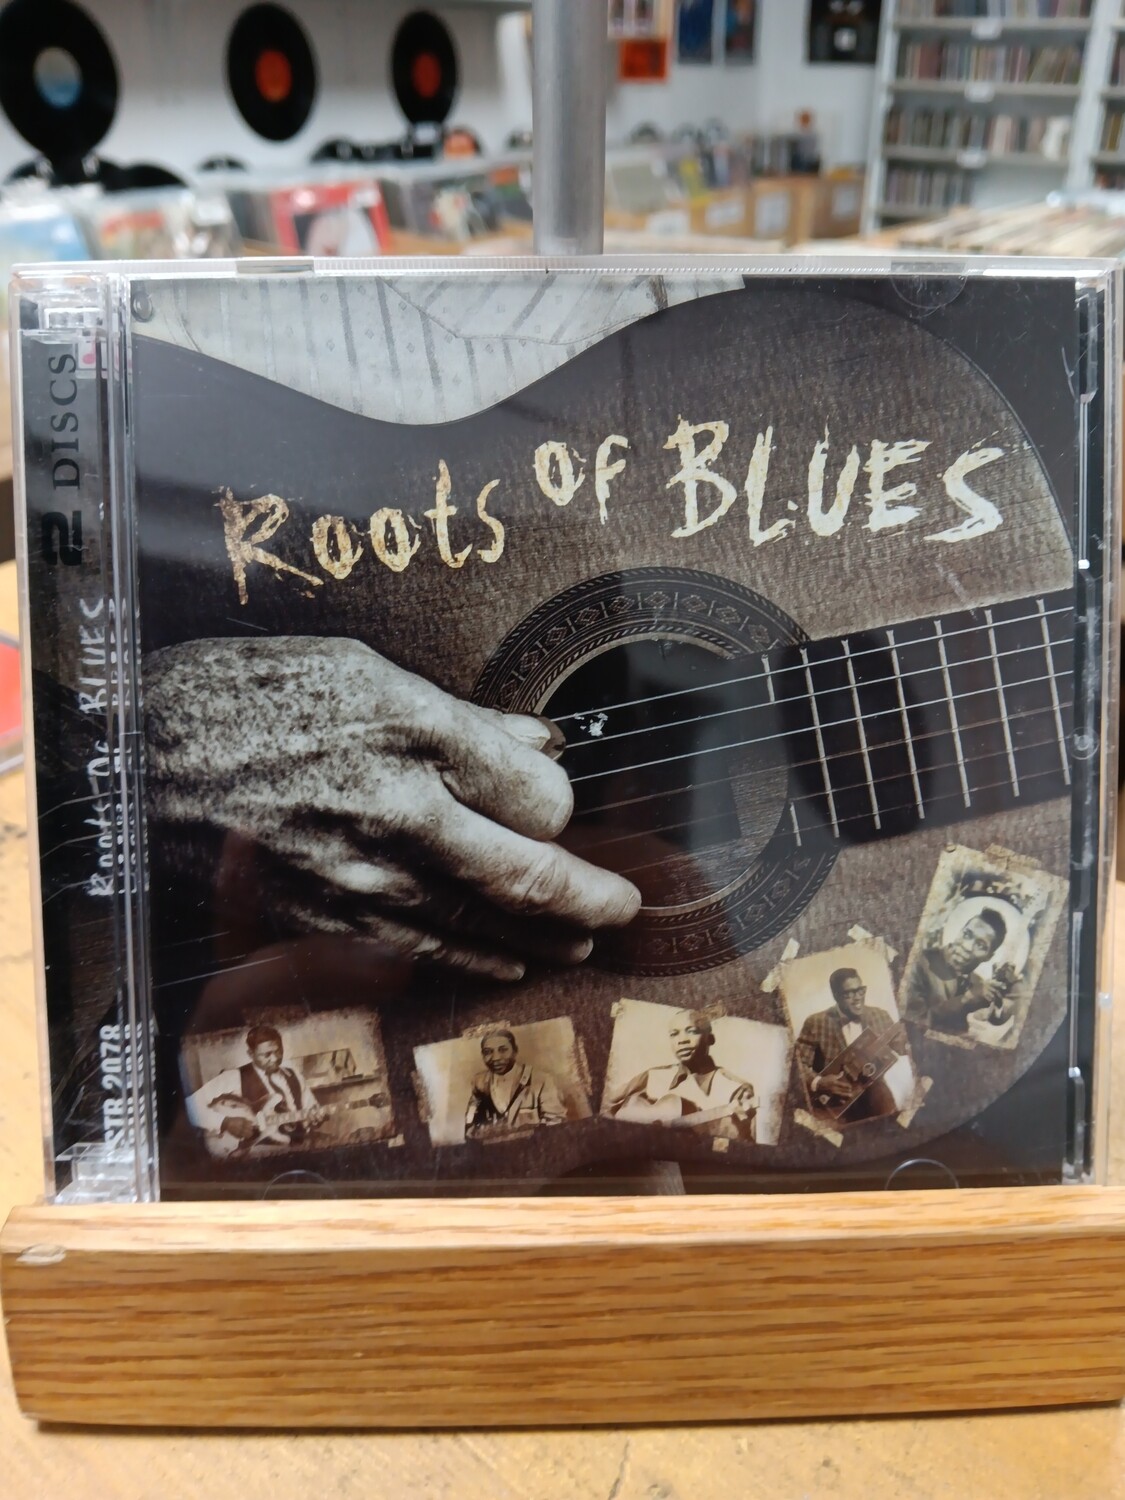 Roots OF BLUES
2 DISCS
Roots OF BLUES
STR 2078